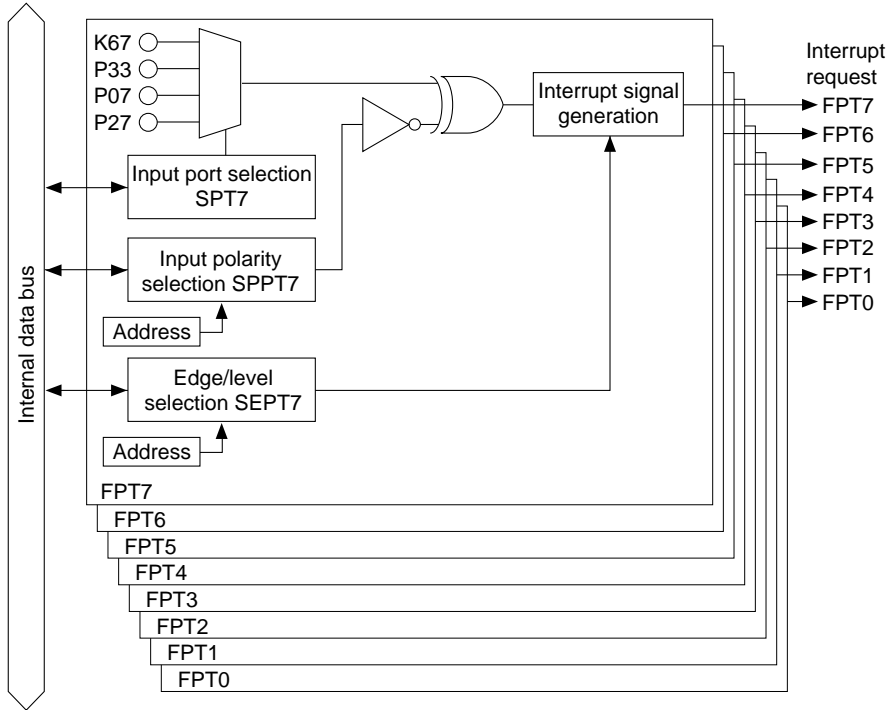 K67
P33
P07
P27
Input port selection
SPT7
Input polarity
selection SPPT7
Address
Edge/level
selection SEPT7
Address
Interrupt signal
generation
Interrupt
request
FPT7
FPT6
FPT5
FPT4
FPT3
FPT2
FPT1
FPT0
Internal data bus
FPT7
FPT6
FPT5
FPT4
FPT3
FPT2
FPT1
FPT0